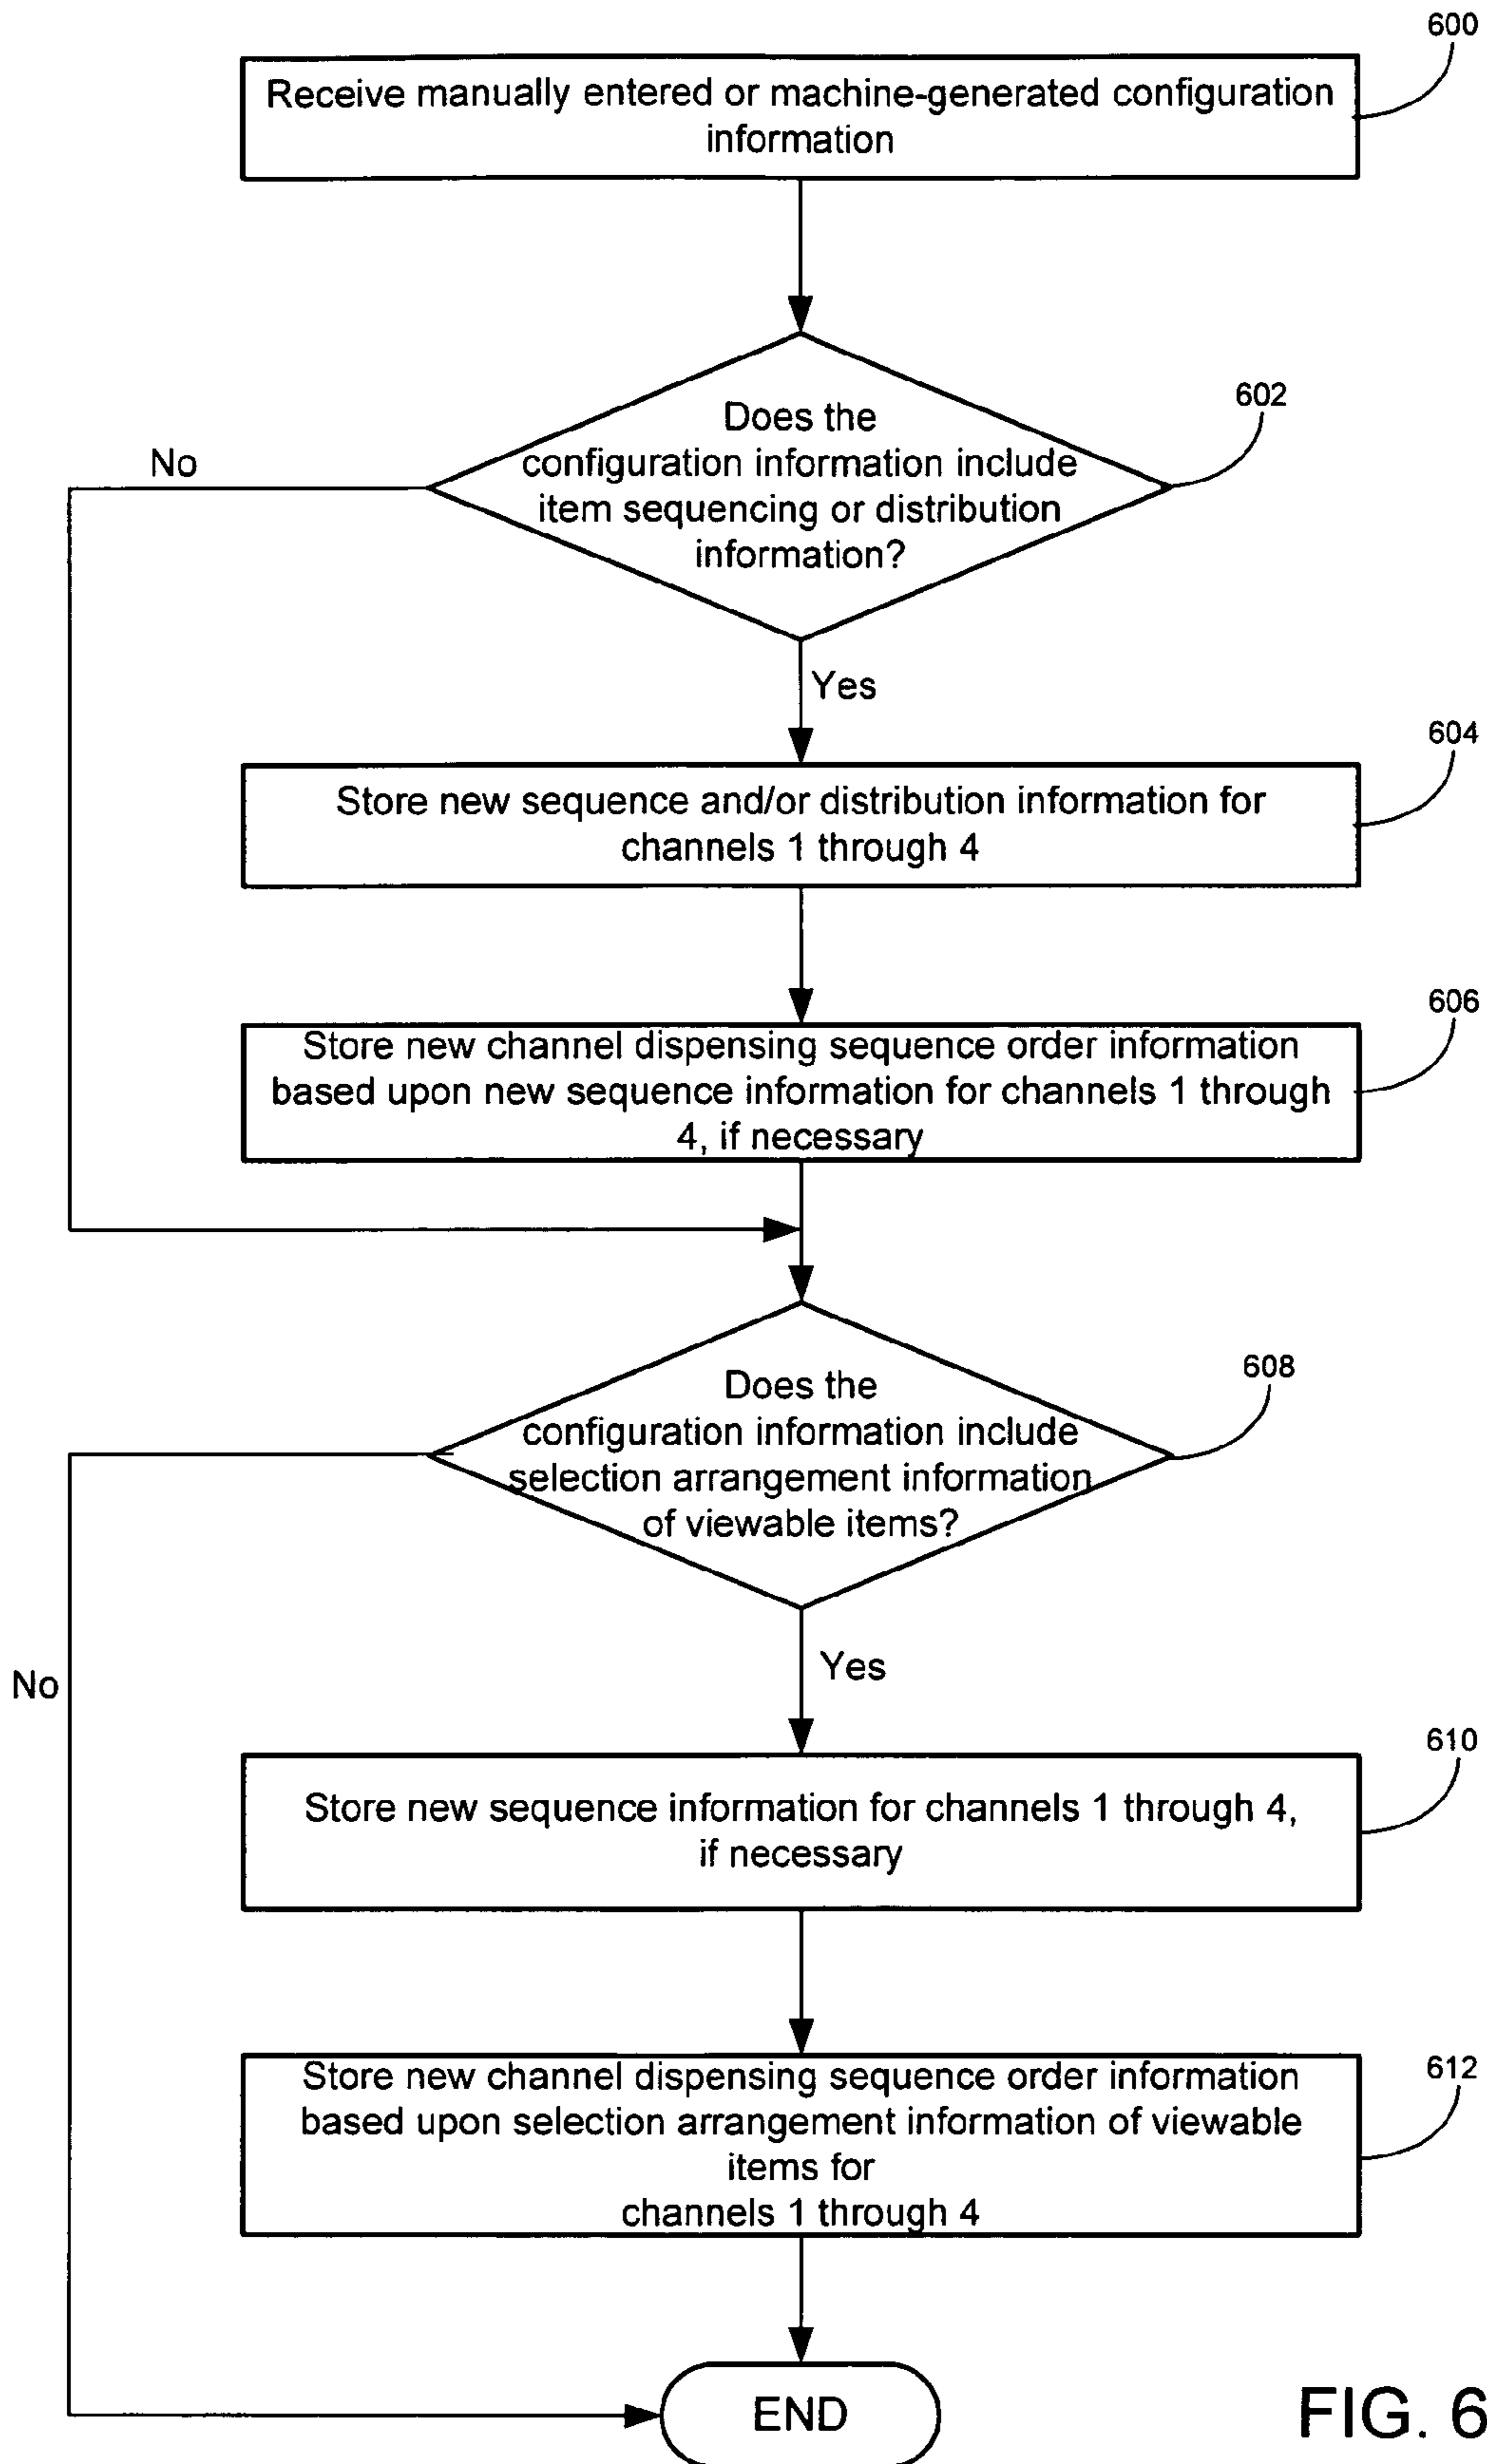 600
Receive manually entered or machine-generated configuration
information
602
Does the
configuration information include
item sequencing or distribution
information?
No
Yes
604
Store new sequence and/or distribution information for
channels 1 through 4
606
Store new channel dispensing sequence order information
based upon new sequence information for channels 1 through
4, if necessary
608
Does the
configuration information include
selection arrangement information
of viewable items?
No
Yes
610
Store new sequence information for channels 1 through 4,
if necessary
612
Store new channel dispensing sequence order information
based upon selection arrangement information of viewable
items for
channels 1 through 4
END
FIG. 6